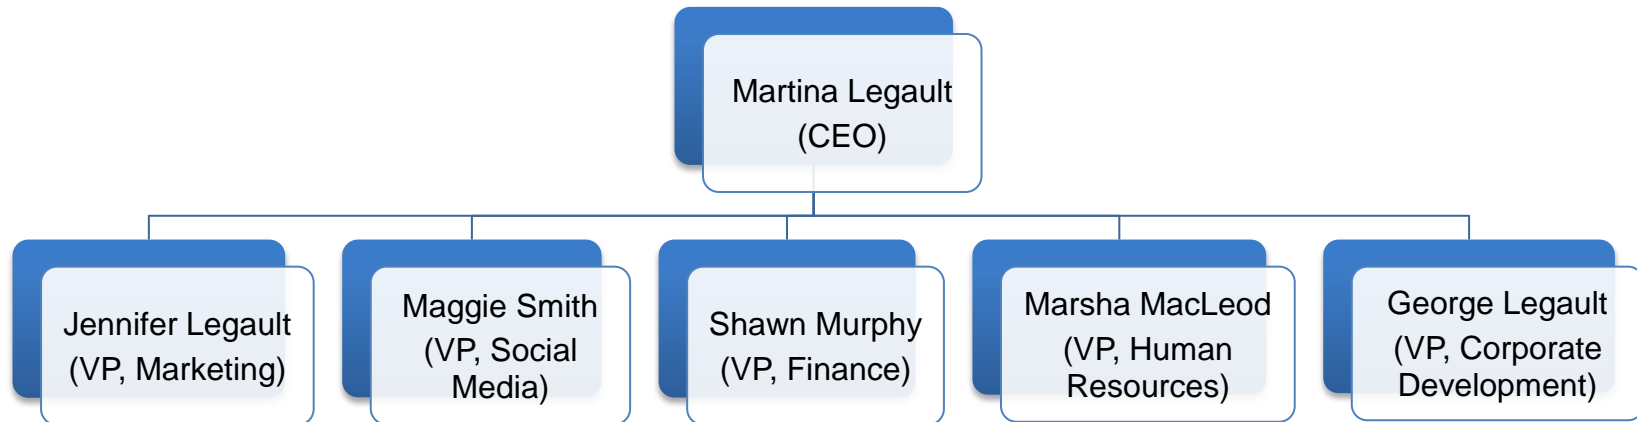 Martina Legault
(CEO)
Jennifer Legault
(VP, Marketing)
Maggie Smith
(VP, Social
Media)
Shawn Murphy
(VP, Finance)
Marsha MacLeod
(VP, Human
Resources)
George Legault
(VP, Corporate
Development)